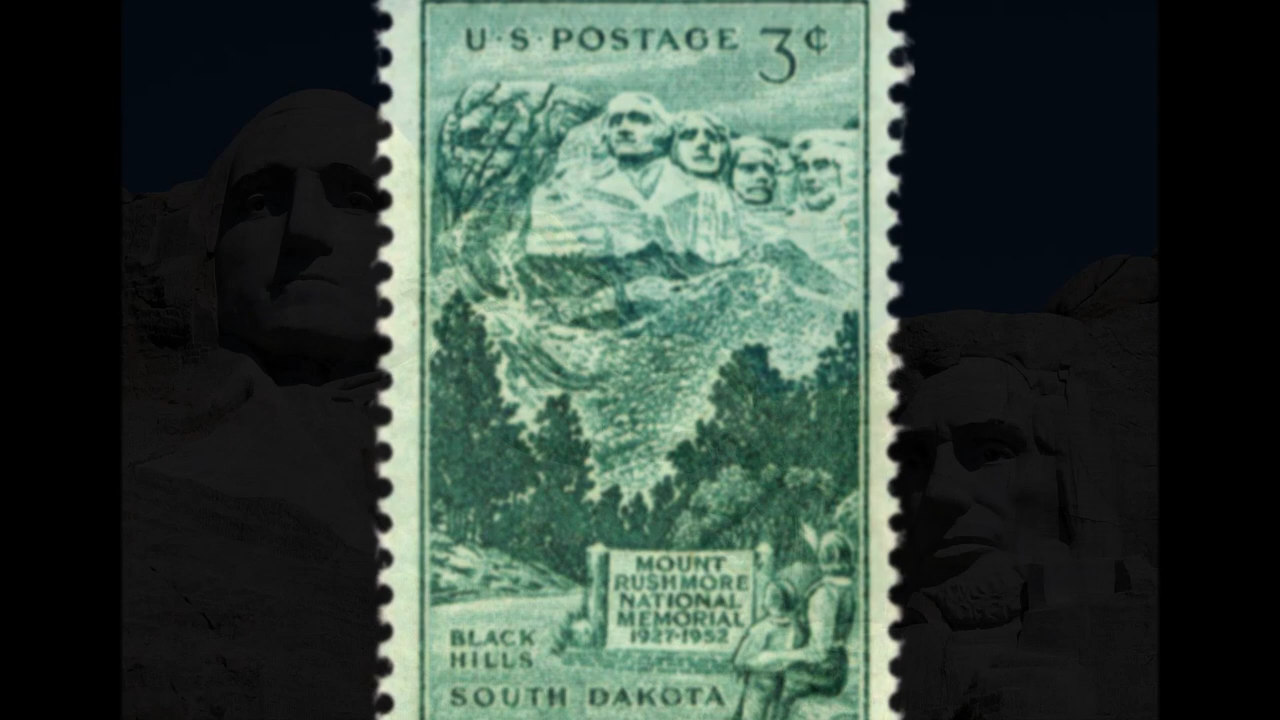 U·S·POSTAGE 3¢
MOUNT
RUSHMORE
NATIONAL
MEMORIAL
1927·1952
BLACK
HILLS
SOUTH DAKOTA